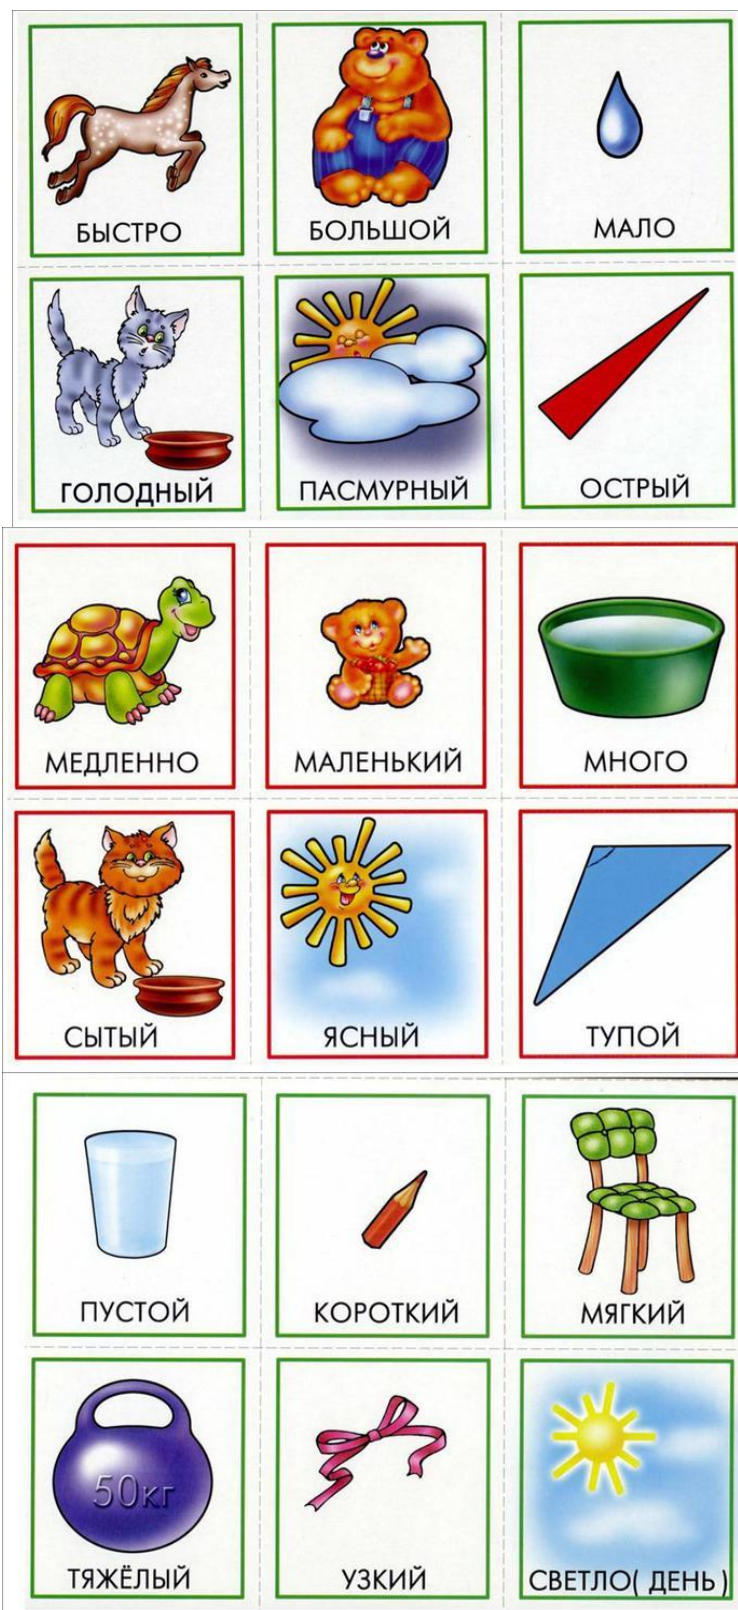 БЫСТРО
БОЛЬШОЙ
МАЛО
ГОЛОДНЫЙ
ПАСМУРНЫЙ
ОСТРЫЙ
МЕДЛЕННО
МАЛЕНЬКИЙ
МНОГО
СЫТЫЙ
ЯСНЫЙ
ТУПОЙ
ПУСТОЙ
КОРОТКИЙ
МЯГКИЙ
50кг
ТЯЖЁЛЫЙ
УЗКИЙ
СВЕТЛО( ДЕНЬ )